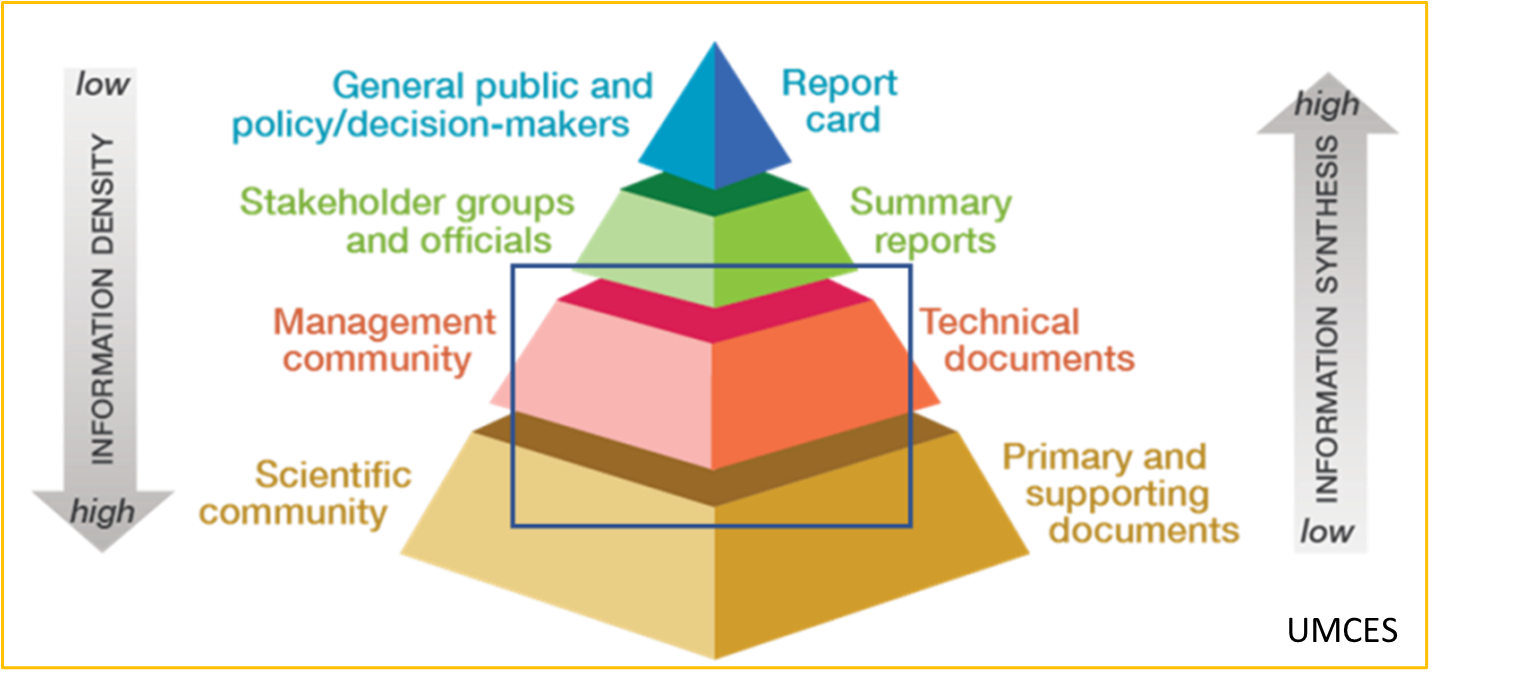 low
INFORMATION DENSITY
high
General public and
policy/decision-makers
Report
card
Stakeholder groups
and officials
Summary
reports
Management
community
Technical
documents
Scientific
community
Primary and
supporting
documents
high
INFORMATION SYNTHESIS
low
UMCES